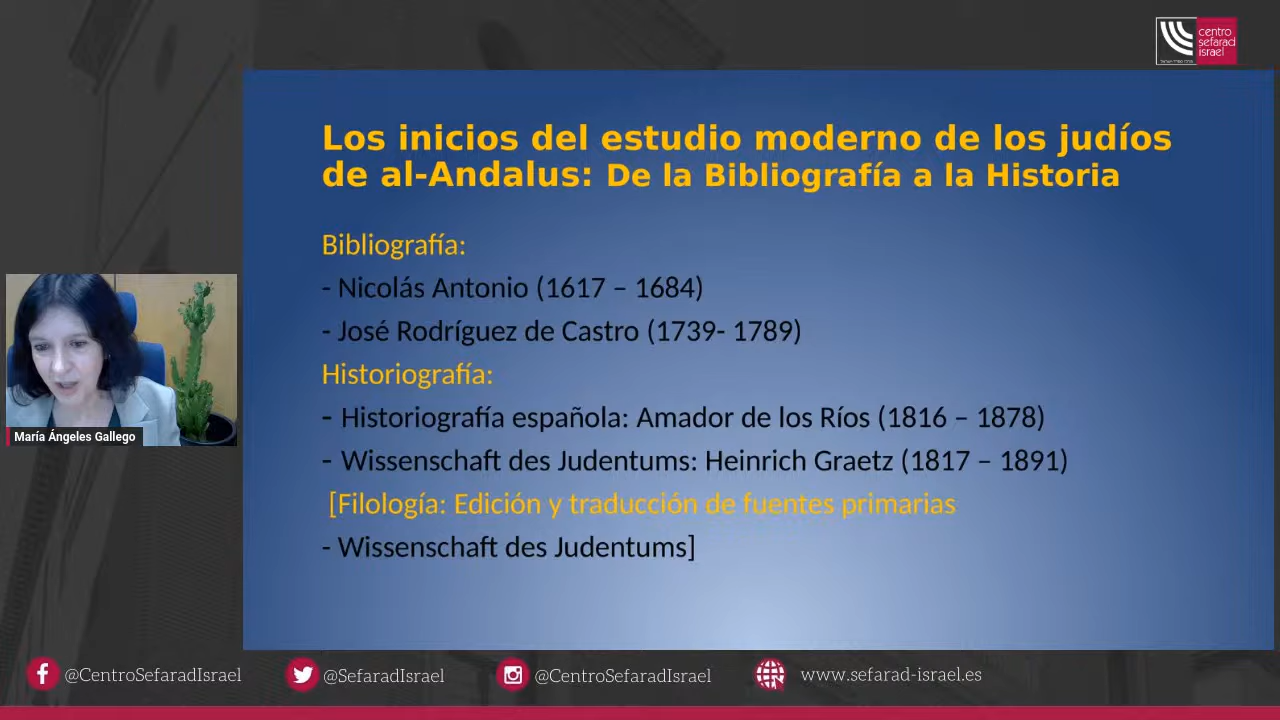 centro
sefarad
israel
Los inicios del estudio moderno de los judíos
de al-Andalus: De la Bibliografía a la Historia
Bibliografía:
- Nicolás Antonio (1617 – 1684)
- José Rodríguez de Castro (1739- 1789)
Historiografía:
- Historiografía española: Amador de los Ríos (1816 – 1878)
- Wissenschaft des Judentums: Heinrich Graetz (1817 – 1891)
[Filología: Edición y traducción de fuentes primarias
- Wissenschaft des Judentums]
María Ángeles Gallego
@CentroSefaradIsrael
@SefaradIsrael
@CentroSefaradIsrael
www.sefarad-israel.es